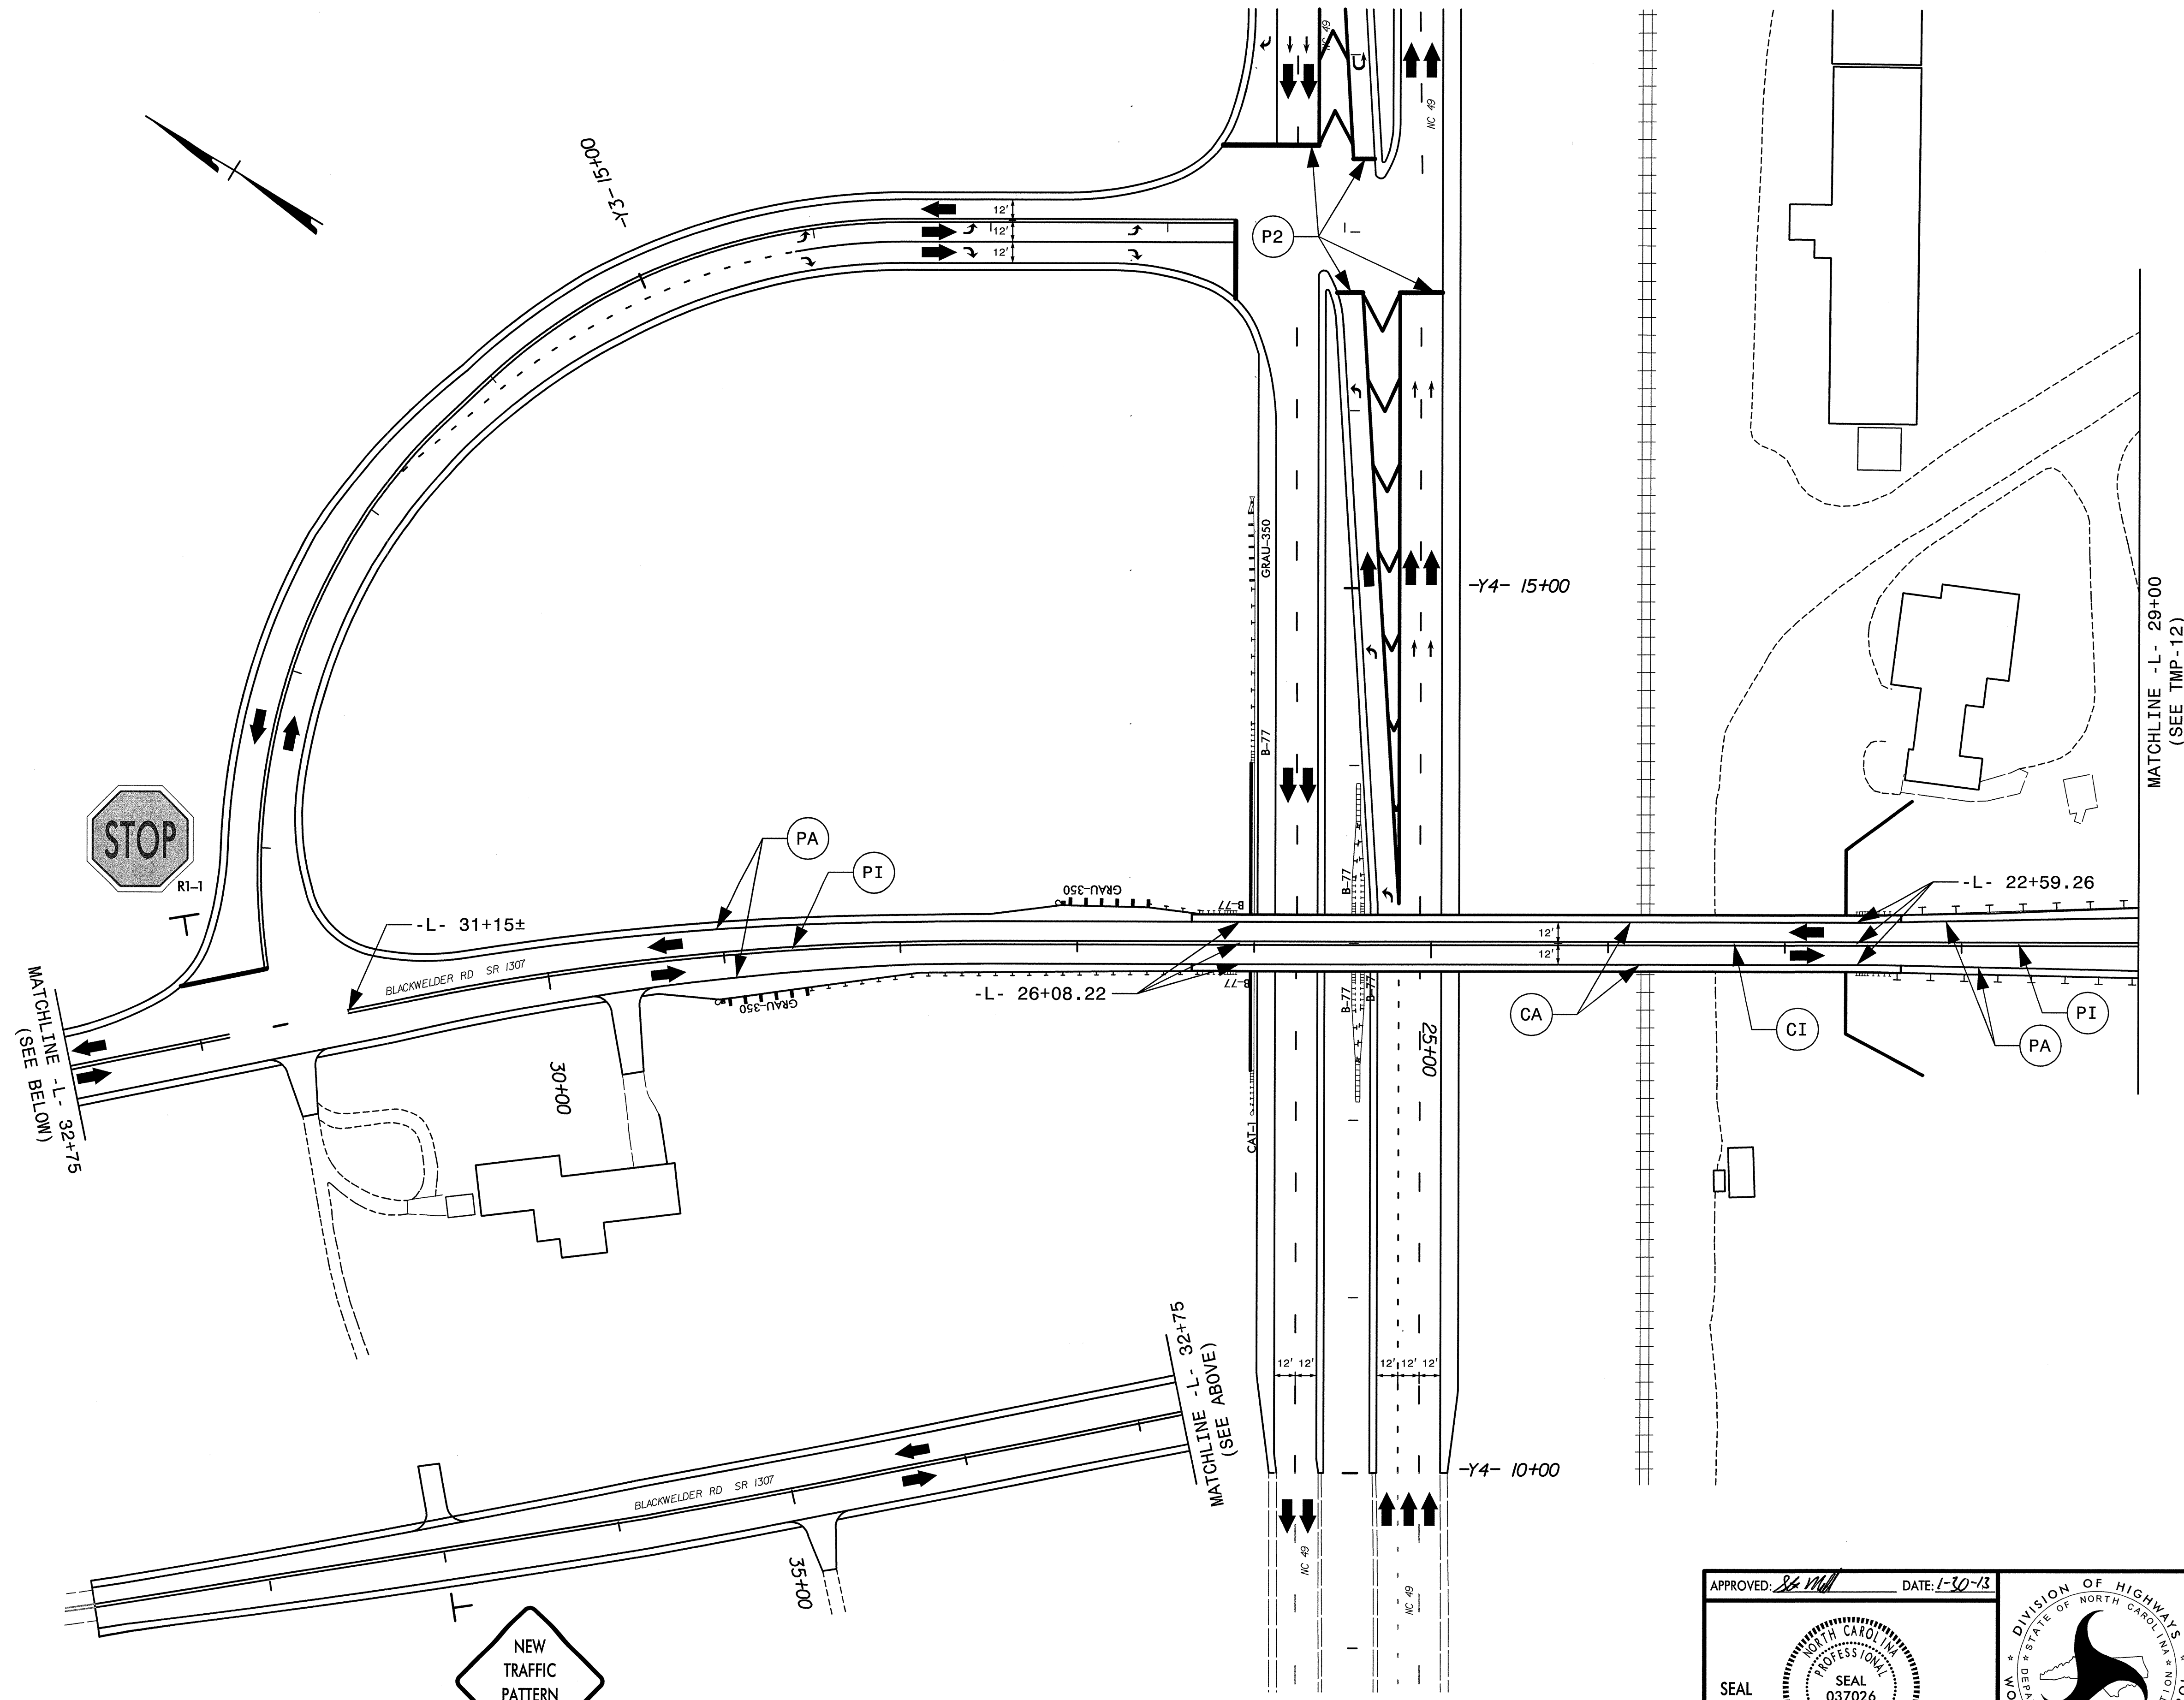 NC 49
NC 49
-Y3- 15+00
12'
12'
12'
P2
GRAU-350
B-77
-Y4- 15+00
MATCHLINE -L- 29+00
(SEE TMP-12)
STOP
R1-1
PA
PI
GRAU-350
B-77
B-77
-L- 22+59.26
-L- 31+15±
BLACKWELDER RD SR 1307
12'
12'
GRAU-350
-L- 26+08.22
B-77
B-77
B-77
CA
CI
PI
PA
MATCHLINE -L- 32+75
(SEE BELOW)
30+00
25+00
CAT-1
MATCHLINE -L- 32+75
(SEE ABOVE)
12' 12'
12' 12' 12'
BLACKWELDER RD SR 1307
-Y4- 10+00
35+00
NC 49
NC 49
NEW
TRAFFIC
PATTERN
APPROVED:
DATE: 1-30-13
DIVISION OF HIGHWAYS
STATE OF NORTH CAROLINA
NORTH CAROLINA
PROFESSIONAL
SEAL
037026
SEAL